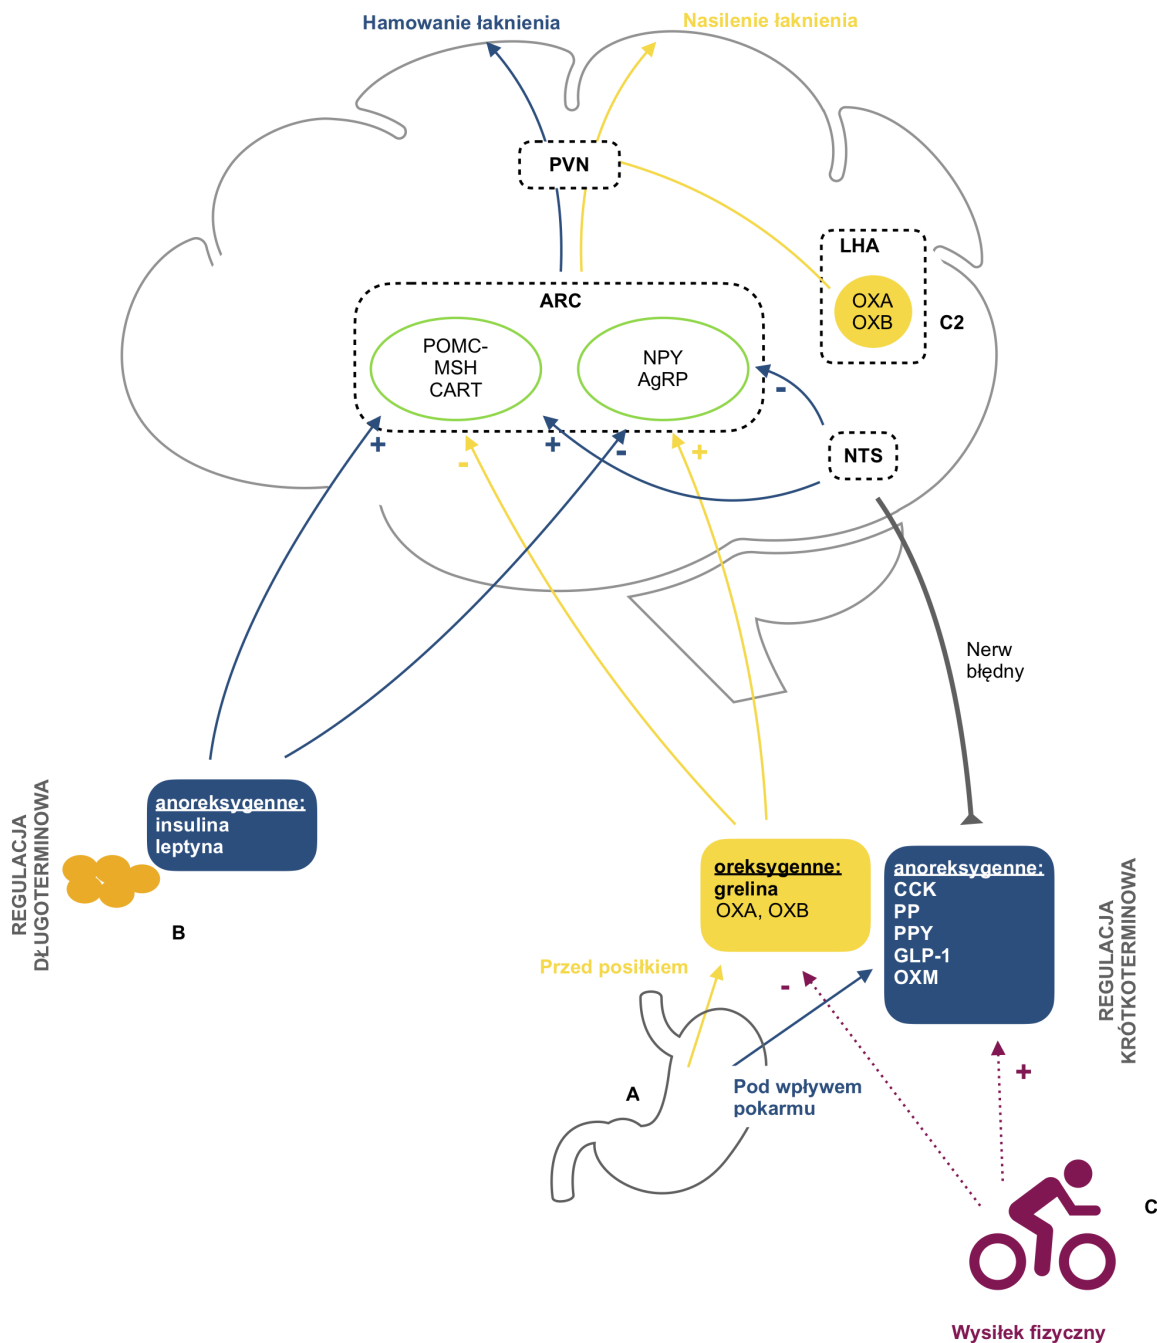 Hamowanie łaknienia
Nasilenie łaknienia
PVN
LHA
OXA
OXB
C2
ARC
POMC-
MSH
CART
NPY
AgRP
-
+
-
+
-
+
NTS
Nerw
błędny
REGULACJA
DŁUGOTERMINOWA
anoreksygenne:
insulina
leptyna
B
oreksygenne:
grelina
OXA, OXB
anoreksygenne:
CCK
PP
PPY
GLP-1
OXM
REGULACJA
KRÓTKOTERMINOWA
Przed posiłkiem
-
+
A
Pod wpływem
pokarmu
C
Wysiłek fizyczny